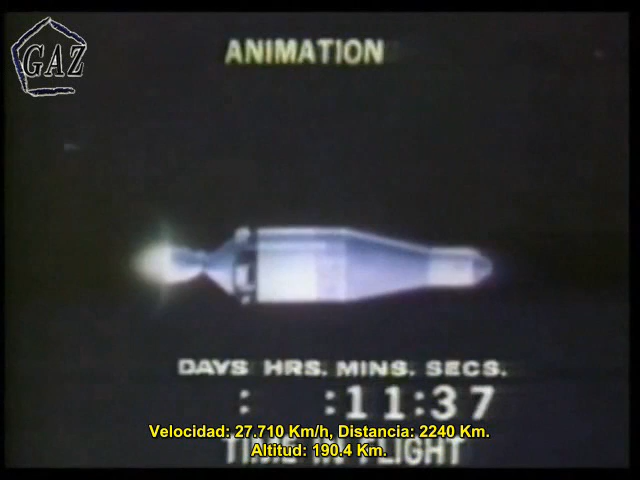 GAZ
ANIMATION
DAYS HRS. MINS. SECS.
: :11:37
Velocidad: 27.710 Km/h, Distancia: 2240 Km.
Altitud: 190.4 Km.
TIME IN FLIGHT